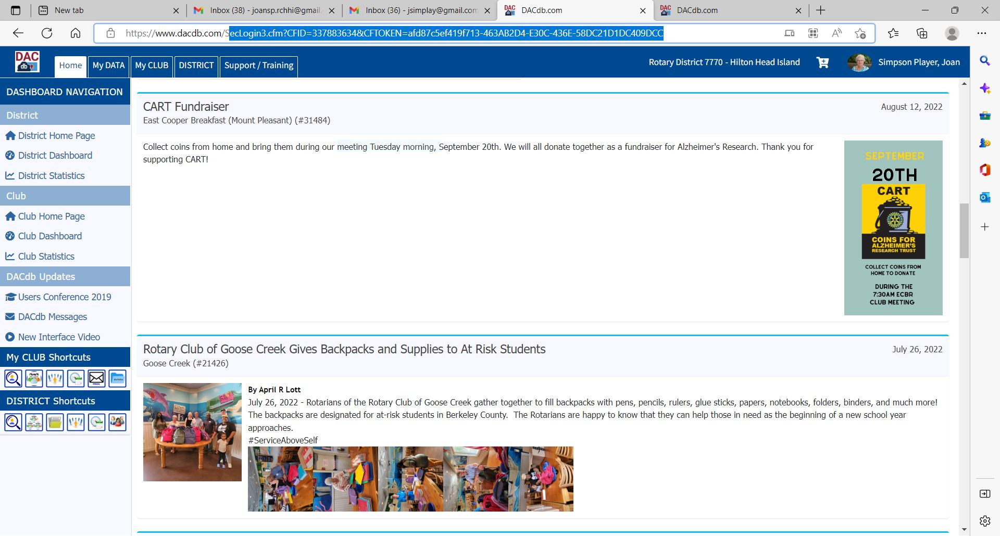 New tab
Inbox (38) - joansp.rchhi@gmail.
Inbox (36) - jsimplay@gmail.com
DACdb.com
DACdb.com
https://www.dacdb.com/SecLogin3.cfm?CFID=337883634&CFTOKEN=afd87c5ef419f713-463AB2D4-E30C-436E-58DC21D1DC409DCC
DAC
db
Home
My DATA
My CLUB
DISTRICT
Support / Training
Rotary District 7770 - Hilton Head Island
Simpson Player, Joan
DASHBOARD NAVIGATION
District
District Home Page
District Dashboard
District Statistics
Club
Club Home Page
Club Dashboard
Club Statistics
DACdb Updates
Users Conference 2019
DACdb Messages
New Interface Video
My CLUB Shortcuts
PMAIL
DISTRICT Shortcuts
CART Fundraiser
August 12, 2022
East Cooper Breakfast (Mount Pleasant) (#31484)
Collect coins from home and bring them during our meeting Tuesday morning, September 20th. We will all donate together as a fundraiser for Alzheimer's Research. Thank you for
supporting CART!
SEPTEMBER
20TH
CART
COINS FOR
ALZHEIMER'S
RESEARCH TRUST
COLLECT COINS FROM
HOME TO DONATE
DURING THE
7:30AM ECBR
CLUB MEETING
Rotary Club of Goose Creek Gives Backpacks and Supplies to At Risk Students
July 26, 2022
Goose Creek (#21426)
By April R Lott
July 26, 2022 - Rotarians of the Rotary Club of Goose Creek gather together to fill backpacks with pens, pencils, rulers, glue sticks, papers, notebooks, folders, binders, and much more!
The backpacks are designated for at-risk students in Berkeley County.  The Rotarians are happy to know that they can help those in need as the beginning of a new school year
approaches.
#ServiceAboveSelf